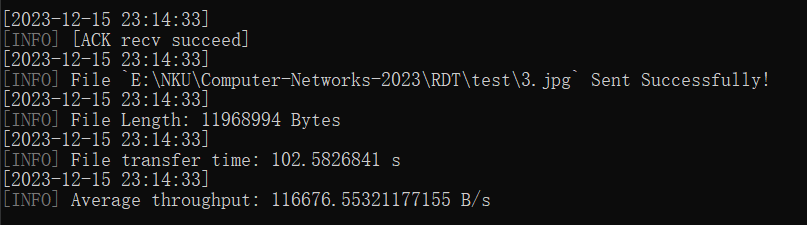 [2023-12-15 23:14:33]
[INFO] [ACK recv succeed]
[2023-12-15 23:14:33]
[INFO] File `E:\NKU\Computer-Networks-2023\RDT\test\3.jpg` Sent Successfully!
[2023-12-15 23:14:33]
[INFO] File Length: 11968994 Bytes
[2023-12-15 23:14:33]
[INFO] File transfer time: 102.5826841 s
[2023-12-15 23:14:33]
[INFO] Average throughput: 116676.55321177155 B/s